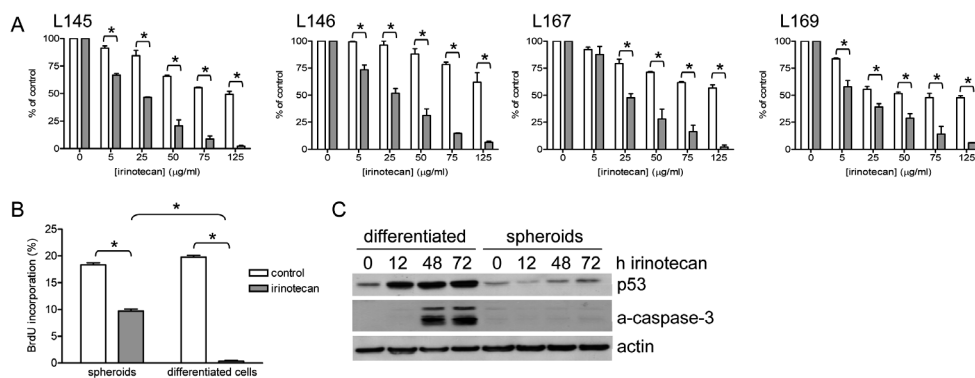 A
L145
L146
L167
L169
% of control
100
75
50
25
0
* * * * *
0 5 25 50 75 125
[irinotecan] (μg/ml)
% of control
100
75
50
25
0
* * * * *
0 5 25 50 75 125
[irinotecan] (μg/ml)
% of control
100
75
50
25
0
* * * *
0 5 25 50 75 125
[irinotecan] (μg/ml)
% of control
100
75
50
25
0
* * * * *
0 5 25 50 75 125
[irinotecan] (μg/ml)
B
BrdU incorporation (%)
25
20
15
10
5
0
*
* *
spheroids differentiated cells
control
irinotecan
C
differentiated spheroids
0 12 48 72 0 12 48 72 h irinotecan
p53
a-caspase-3
actin